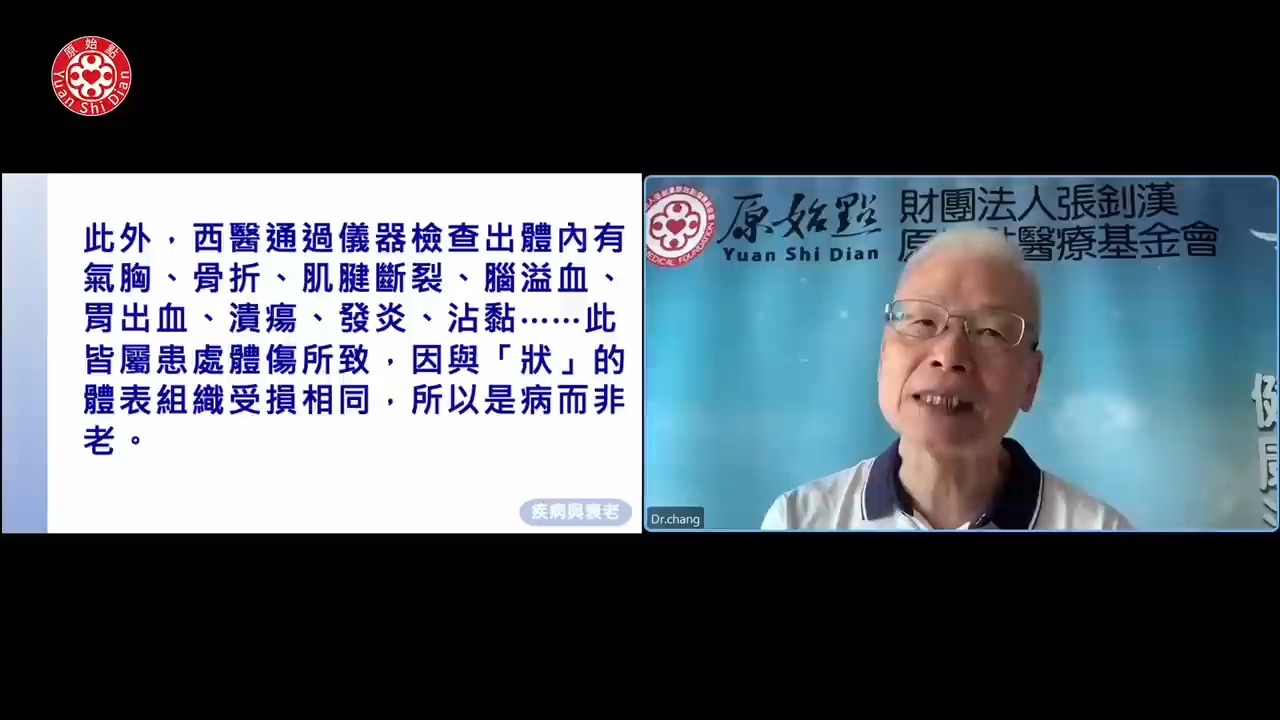 原始點
Yuan Shi Dian
此外，西醫通過儀器檢查出體內有
氣胸、骨折、肌腱斷裂、腦溢血、
胃出血、潰瘍、發炎、沾黏……此
皆屬患處體傷所致，因與「狀」的
體表組織受損相同，所以是病而非
老。
疾病與衰老
原始點
Yuan Shi Dian
財團法人張釗漢
原始點醫療基金會
Dr.chang